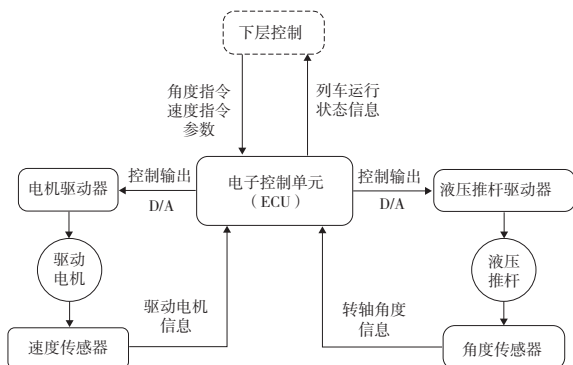 下层控制
角度指令
速度指令
参数
列车运行
状态信息
电机驱动器
控制输出
D/A
电子控制单元
（ECU）
控制输出
D/A
液压推杆驱动器
驱动
电机
液压
推杆
驱动电机
信息
转轴角度
信息
速度传感器
角度传感器